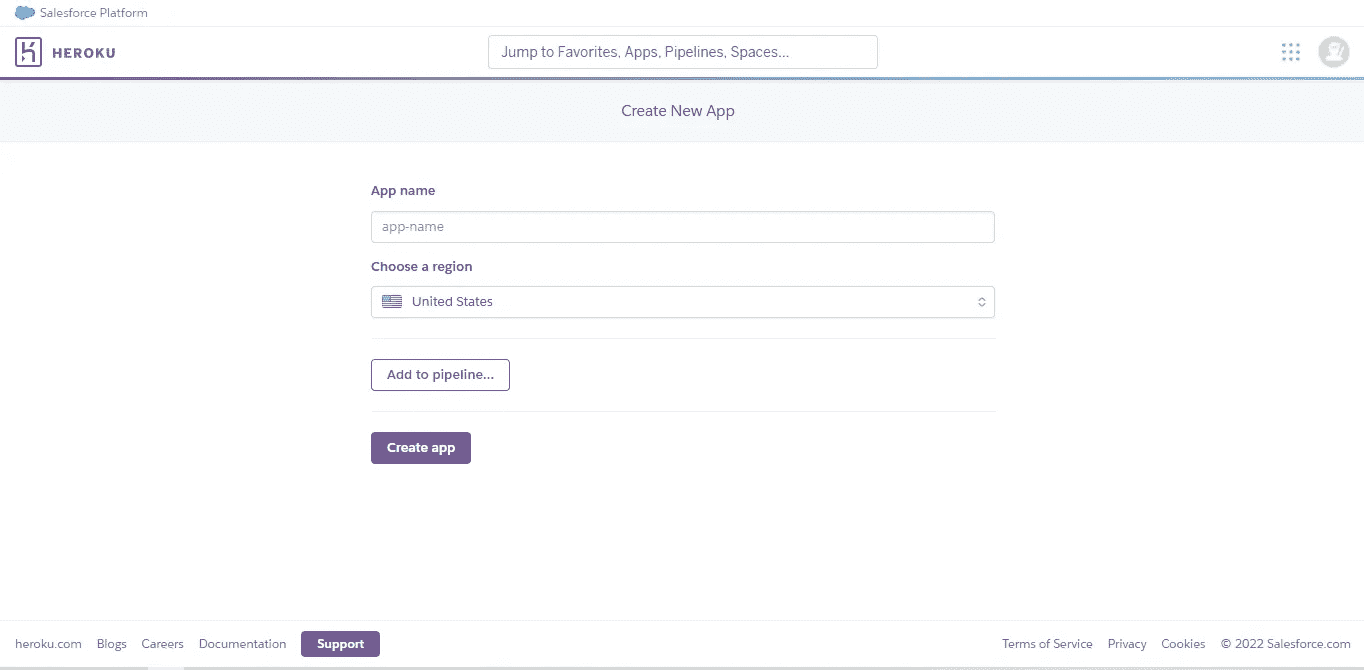 Salesforce Platform
HEROKU
Jump to Favorites, Apps, Pipelines, Spaces...
Create New App
App name
app-name
Choose a region
United States
Add to pipeline...
Create app
heroku.com Blogs Careers Documentation Support Terms of Service Privacy Cookies © 2022 Salesforce.com